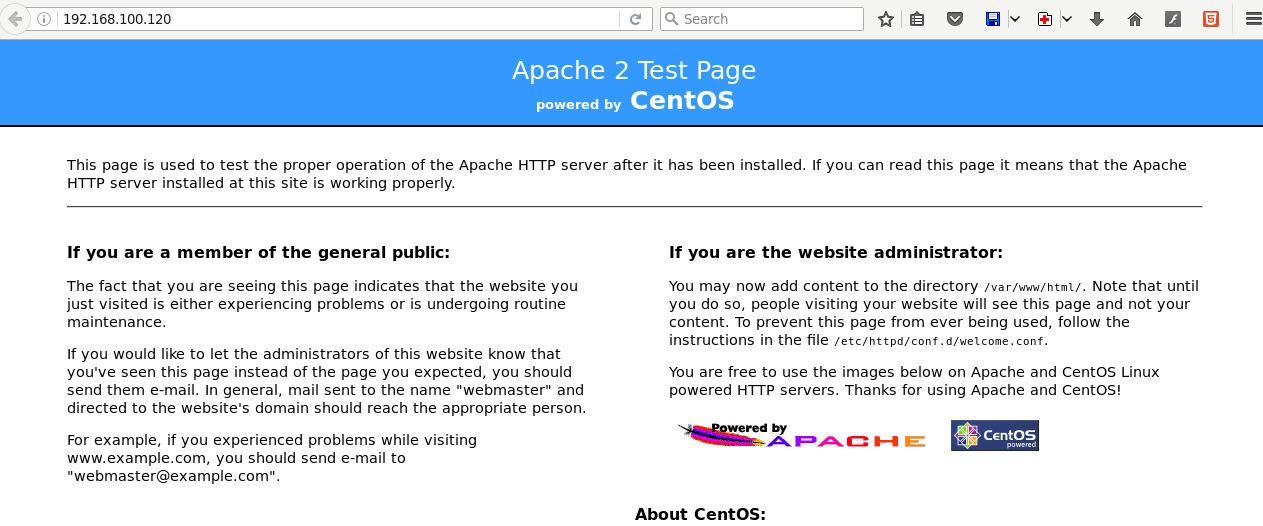 192.168.100.120
Search
Apache 2 Test Page
powered by CentOS
This page is used to test the proper operation of the Apache HTTP server after it has been installed. If you can read this page it means that the Apache
HTTP server installed at this site is working properly.
If you are a member of the general public:
The fact that you are seeing this page indicates that the website you
just visited is either experiencing problems or is undergoing routine
maintenance.
If you would like to let the administrators of this website know that
you've seen this page instead of the page you expected, you should
send them e-mail. In general, mail sent to the name "webmaster" and
directed to the website's domain should reach the appropriate person.
For example, if you experienced problems while visiting
www.example.com, you should send e-mail to
"webmaster@example.com".
If you are the website administrator:
You may now add content to the directory /var/www/html/. Note that until
you do so, people visiting your website will see this page and not your
content. To prevent this page from ever being used, follow the
instructions in the file /etc/httpd/conf.d/welcome.conf.
You are free to use the images below on Apache and CentOS Linux
powered HTTP servers. Thanks for using Apache and CentOS!
Powered by
APACHE
CentOS
powered
About CentOS: